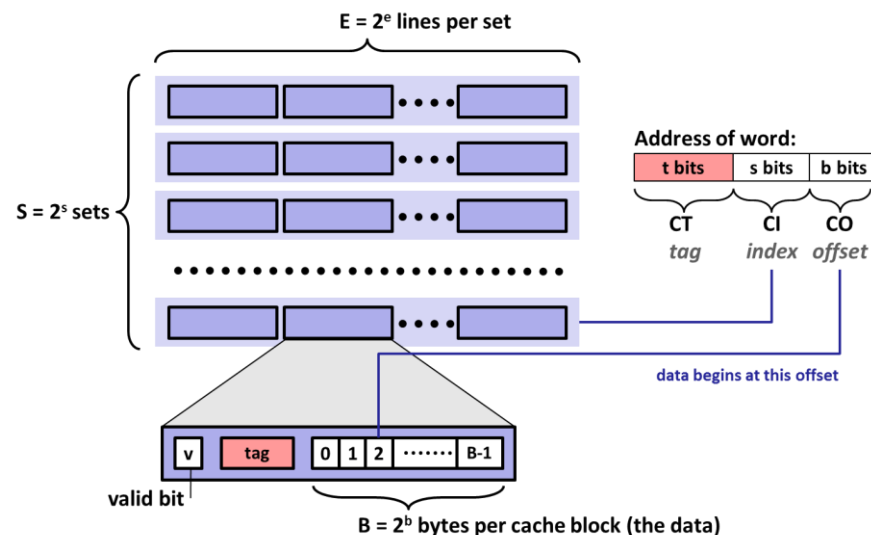 E = 2ᵉ lines per set
S = 2ˢ sets
Address of word:
t bits s bits b bits
CT CI CO
tag index offset
data begins at this offset
v tag 0 1 2 ······· B-1
valid bit
B = 2ᵇ bytes per cache block (the data)